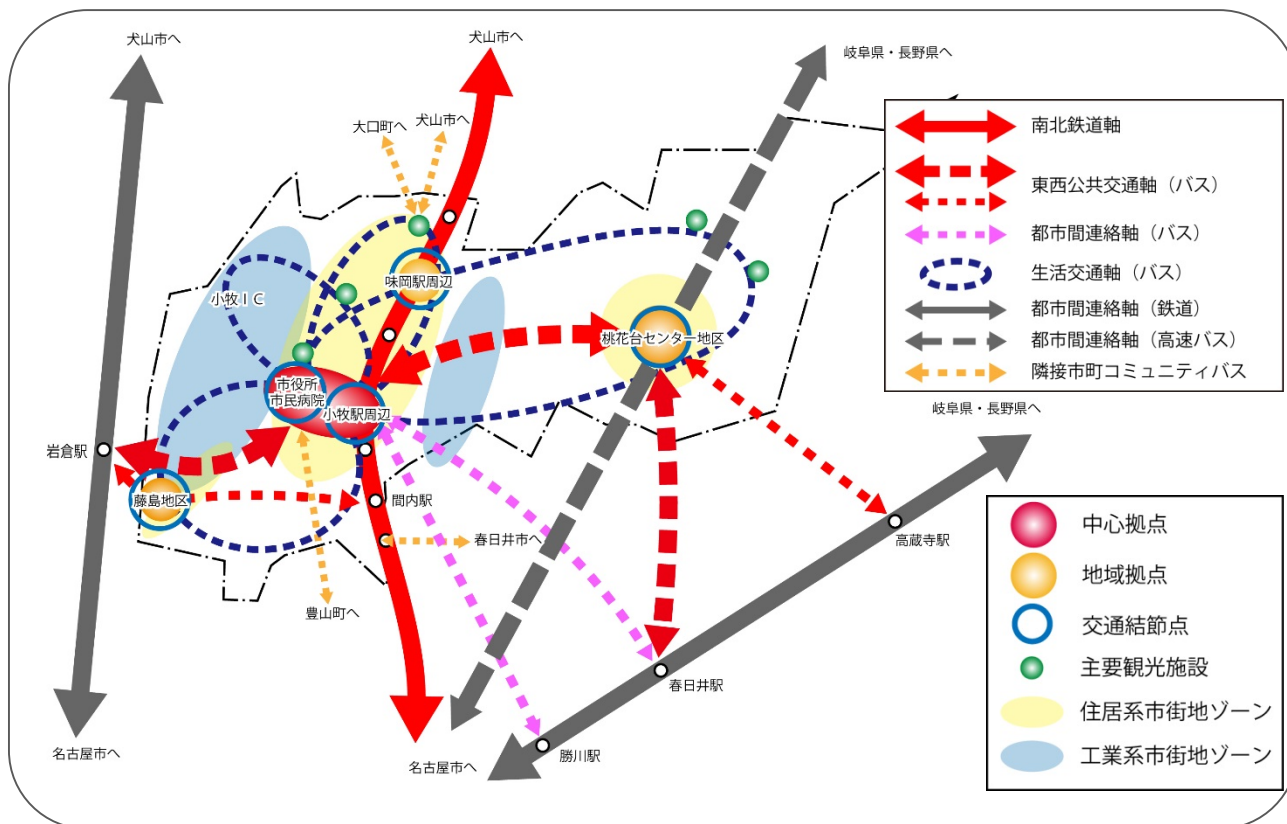 犬山市へ
犬山市へ
岐阜県・長野県へ
大口町へ
犬山市へ
南北鉄道軸
東西公共交通軸（バス）
都市間連絡軸（バス）
生活交通軸（バス）
都市間連絡軸（鉄道）
都市間連絡軸（高速バス）
隣接市町コミュニティバス
味岡駅周辺
小牧ＩＣ
桃花台センター地区
市役所
市民病院
小牧駅周辺
岐阜県・長野県へ
岩倉駅
藤島地区
間内駅
春日井市へ
高蔵寺駅
豊山町へ
中心拠点
地域拠点
交通結節点
主要観光施設
住居系市街地ゾーン
工業系市街地ゾーン
春日井駅
名古屋市へ
名古屋市へ
名古屋市へ
勝川駅